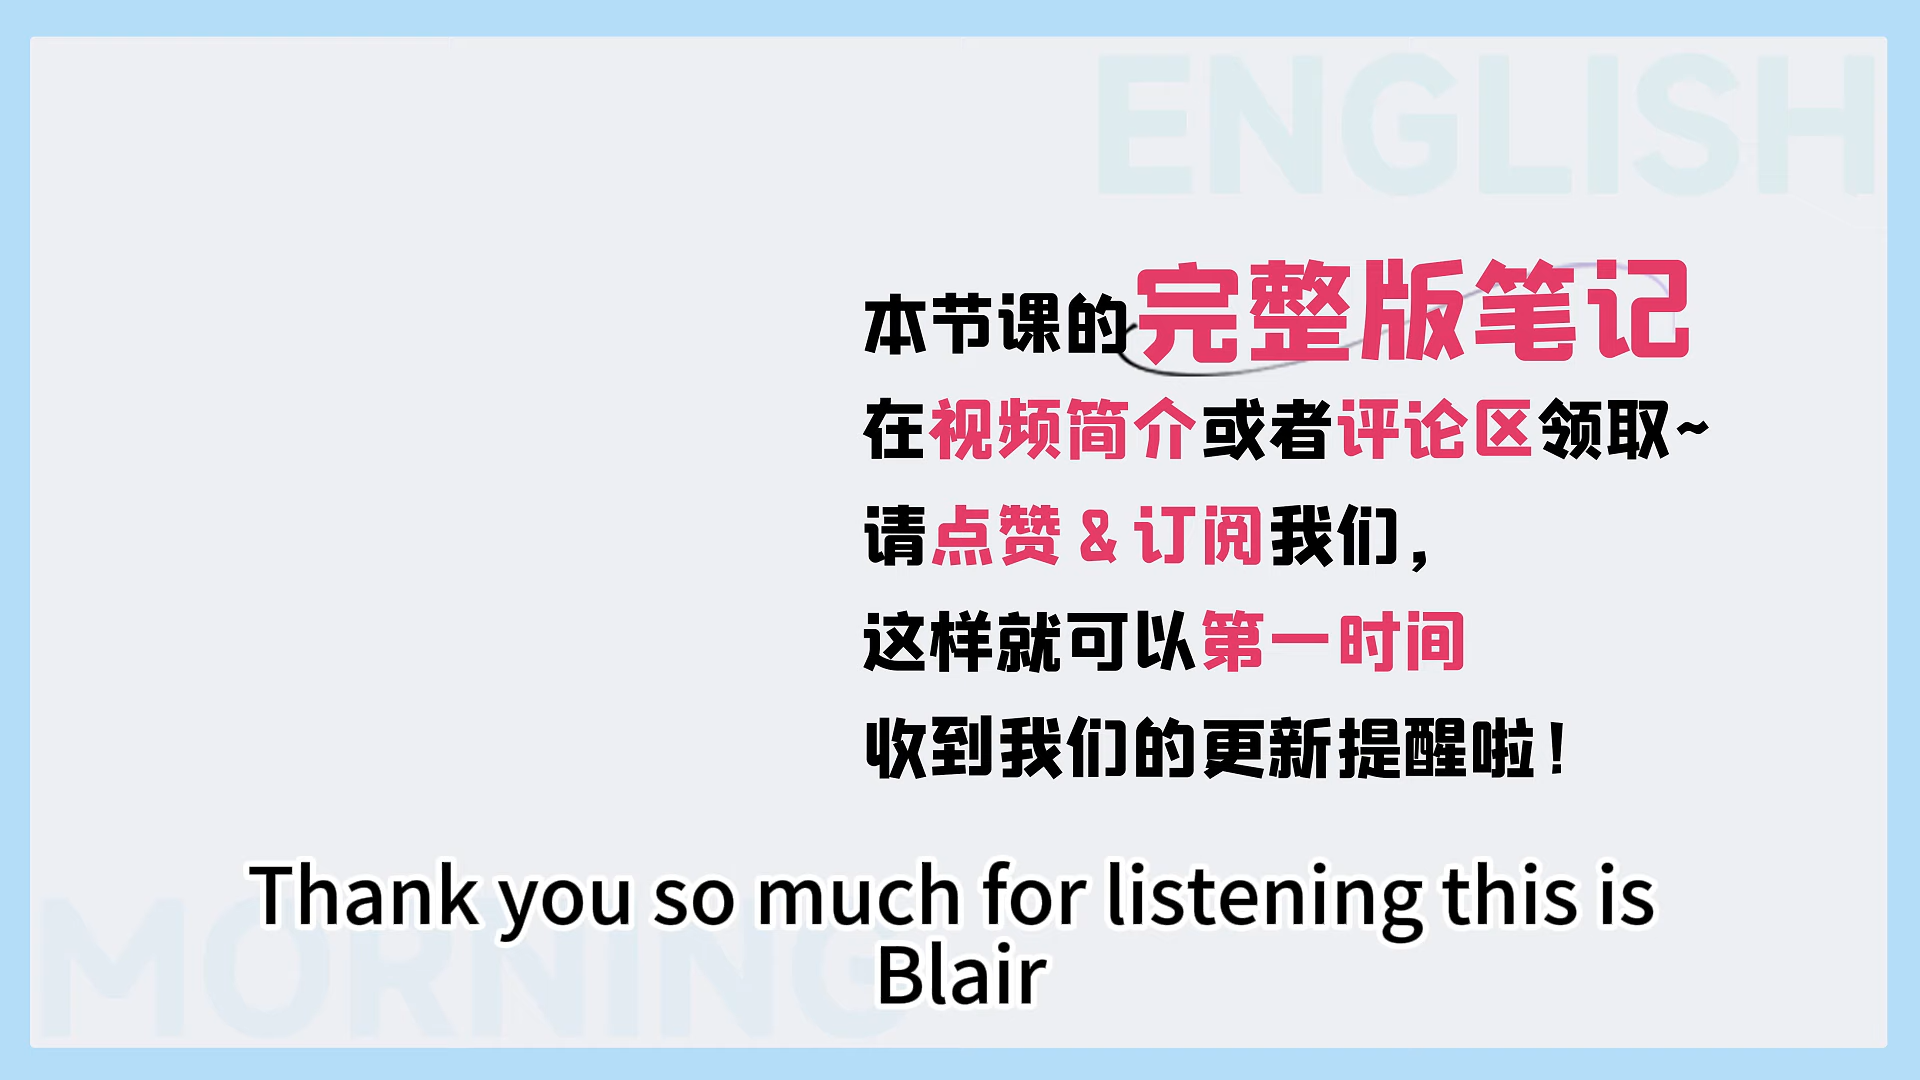 ENGLISH
本节课的完整版笔记
在视频简介或者评论区领取~
请点赞&订阅我们，
这样就可以第一时间
收到我们的更新提醒啦！
Thank you so much for listening this is
Blair
MORNING